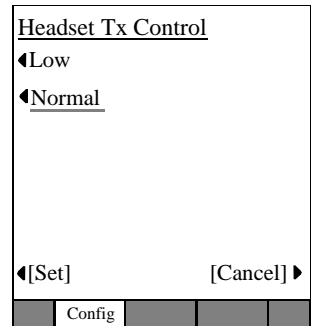 Headset Tx Control
Low
Normal
[Set] [Cancel]
Config